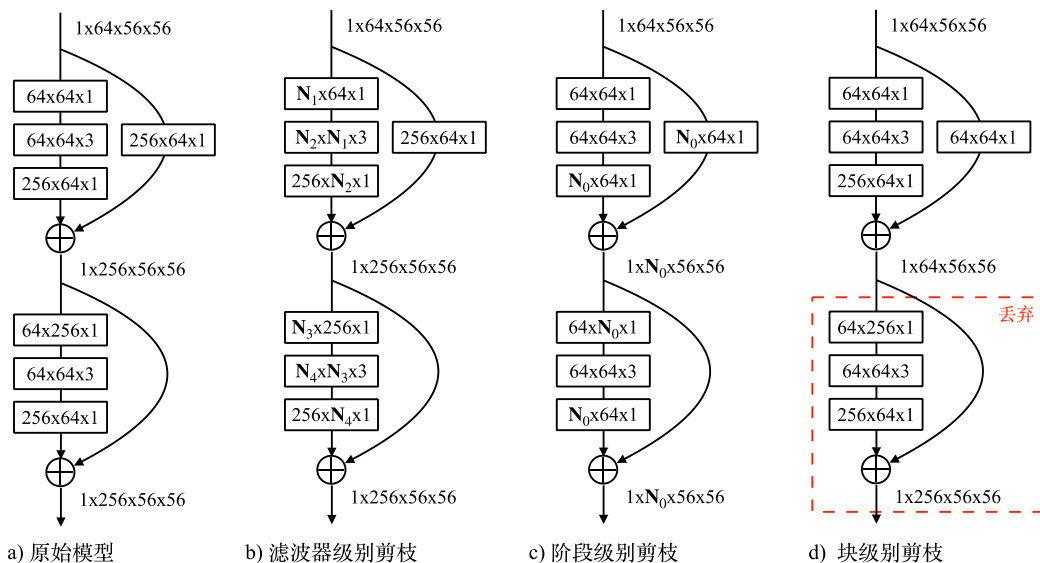 1x64x56x56
64x64x1
64x64x3
256x64x1
256x64x1
1x256x56x56
64x256x1
64x64x3
256x64x1
1x256x56x56
a) 原始模型
1x64x56x56
N₁x64x1
N₂xN₁x3
256xN₂x1
256x64x1
1x256x56x56
N₃x256x1
N₄xN₃x3
256xN₄x1
1x256x56x56
b) 滤波器级别剪枝
1x64x56x56
64x64x1
64x64x3
N₀x64x1
N₀x64x1
1xN₀x56x56
64xN₀x1
64x64x3
N₀x64x1
1xN₀x56x56
c) 阶段级别剪枝
1x64x56x56
64x64x1
64x64x3
256x64x1
64x64x1
1x64x56x56
丢弃
64x256x1
64x64x3
256x64x1
1x256x56x56
d) 块级别剪枝